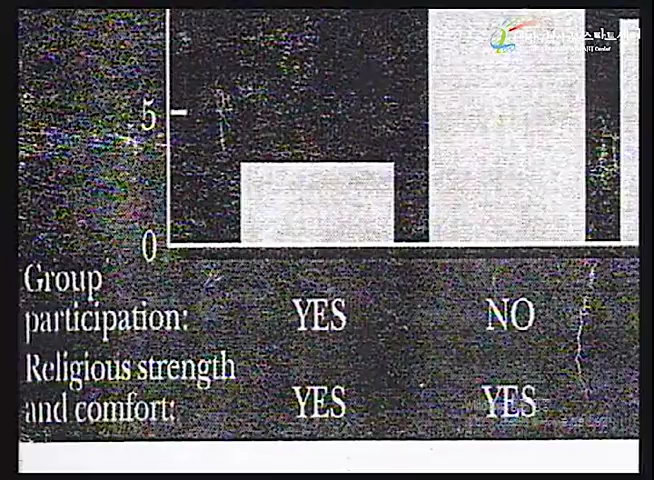 5
0
Group
participation: YES NO
Religious strength
and comfort: YES YES